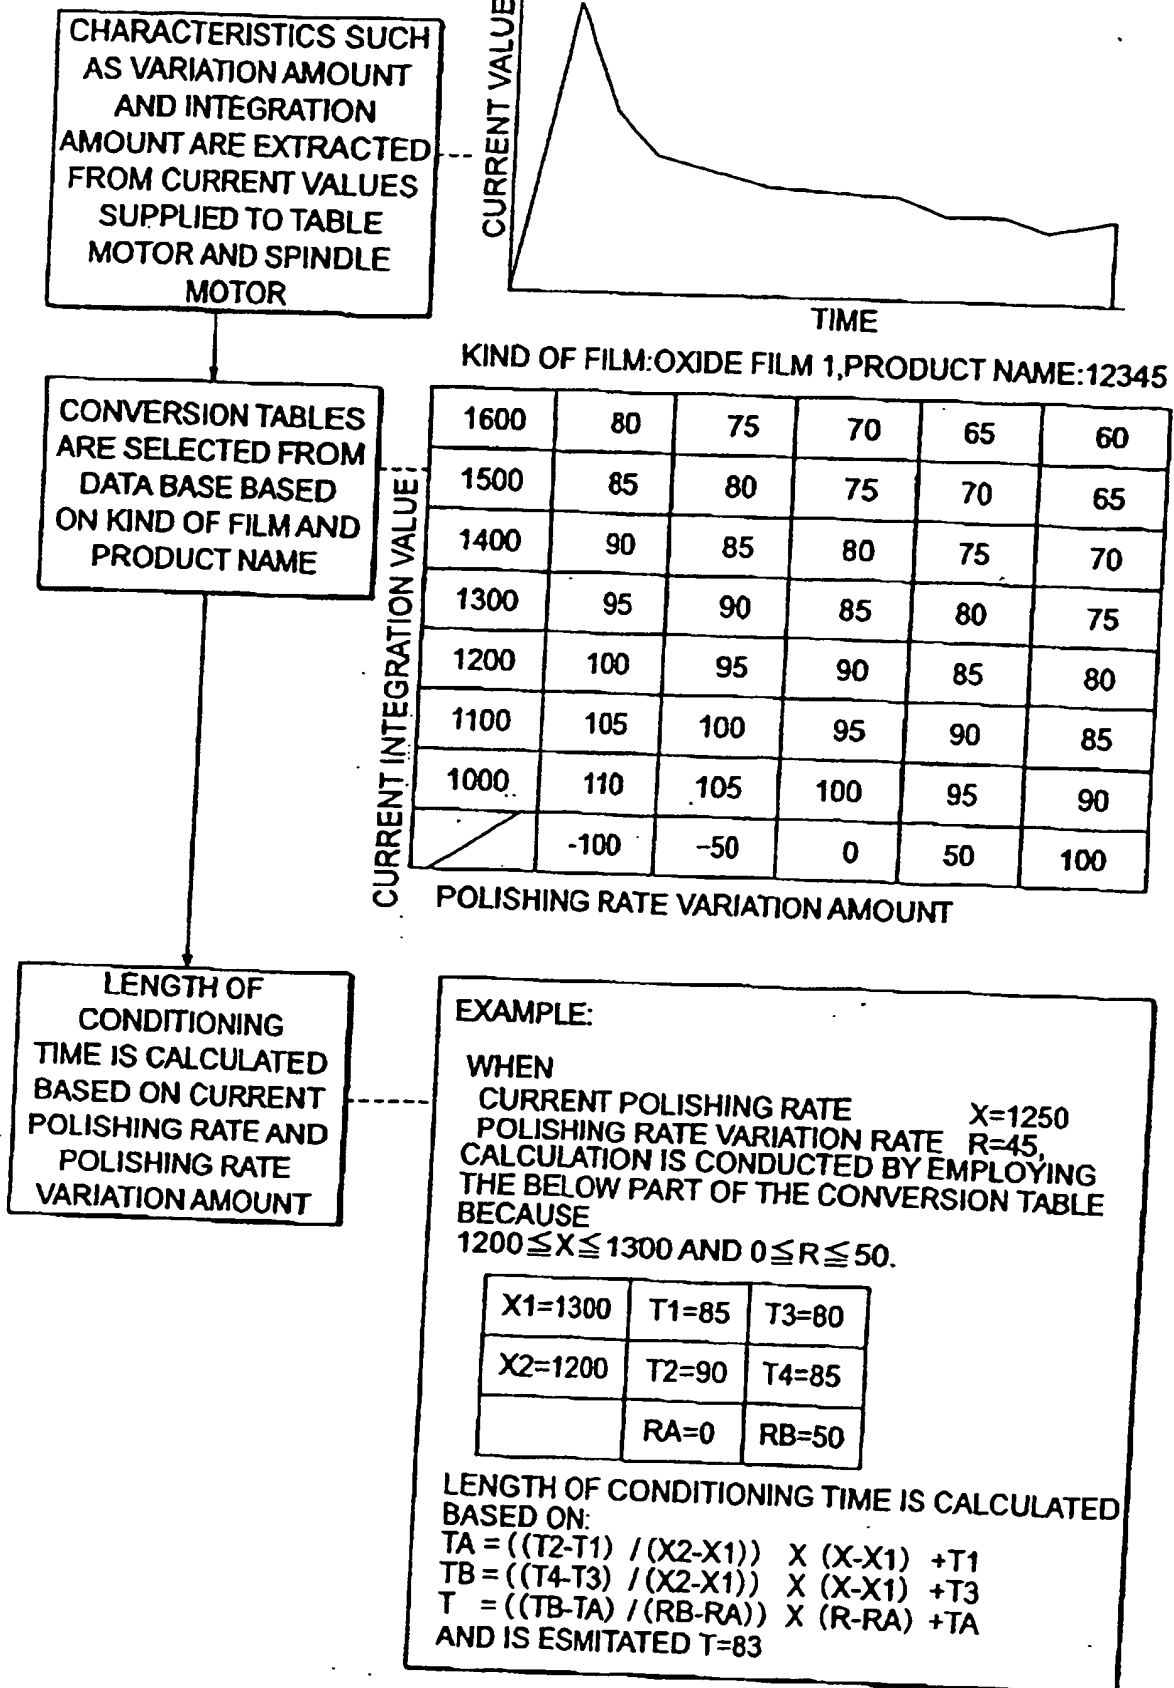 CHARACTERISTICS SUCH
AS VARIATION AMOUNT
AND INTEGRATION
AMOUNT ARE EXTRACTED
FROM CURRENT VALUES
SUPPLIED TO TABLE
MOTOR AND SPINDLE
MOTOR
CURRENT VALUE
TIME
CONVERSION TABLES
ARE SELECTED FROM
DATA BASE BASED
ON KIND OF FILM AND
PRODUCT NAME
KIND OF FILM:OXIDE FILM 1,PRODUCT NAME:12345
CURRENT INTEGRATION VALUE
1600 80 75 70 65 60
1500 85 80 75 70 65
1400 90 85 80 75 70
1300 95 90 85 80 75
1200 100 95 90 85 80
1100 105 100 95 90 85
1000 110 105 100 95 90
-100 -50 0 50 100
POLISHING RATE VARIATION AMOUNT
LENGTH OF
CONDITIONING
TIME IS CALCULATED
BASED ON CURRENT
POLISHING RATE AND
POLISHING RATE
VARIATION AMOUNT
EXAMPLE:
WHEN
CURRENT POLISHING RATE X=1250
POLISHING RATE VARIATION RATE R=45,
CALCULATION IS CONDUCTED BY EMPLOYING
THE BELOW PART OF THE CONVERSION TABLE
BECAUSE
1200≦X≦1300 AND 0≦R≦50.
X1=1300 T1=85 T3=80
X2=1200 T2=90 T4=85
RA=0 RB=50
LENGTH OF CONDITIONING TIME IS CALCULATED
BASED ON:
TA = ((T2-T1) / (X2-X1)) X (X-X1) +T1
TB = ((T4-T3) / (X2-X1)) X (X-X1) +T3
T = ((TB-TA) / (RB-RA)) X (R-RA) +TA
AND IS ESMITATED T=83